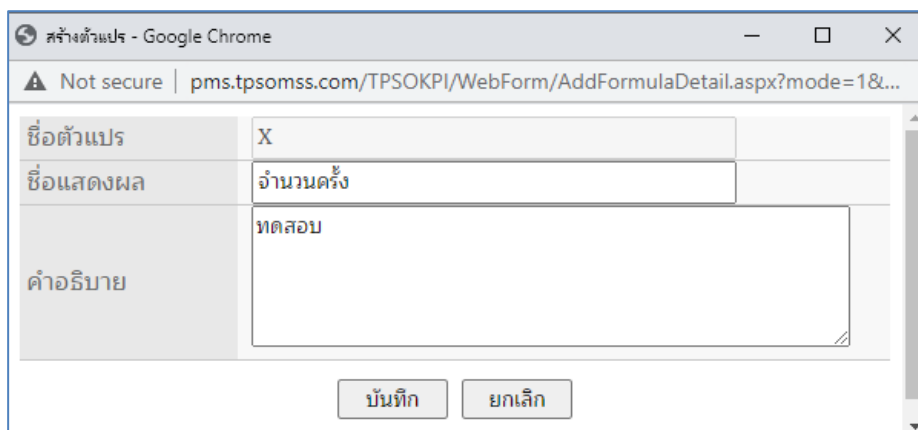 สร้างตัวแปร - Google Chrome
Not secure | pms.tpsomss.com/TPSOKPI/WebForm/AddFormulaDetail.aspx?mode=1&...
ชื่อตัวแปร X
ชื่อแสดงผล จำนวนครั้ง
คำอธิบาย ทดสอบ
บันทึก ยกเลิก